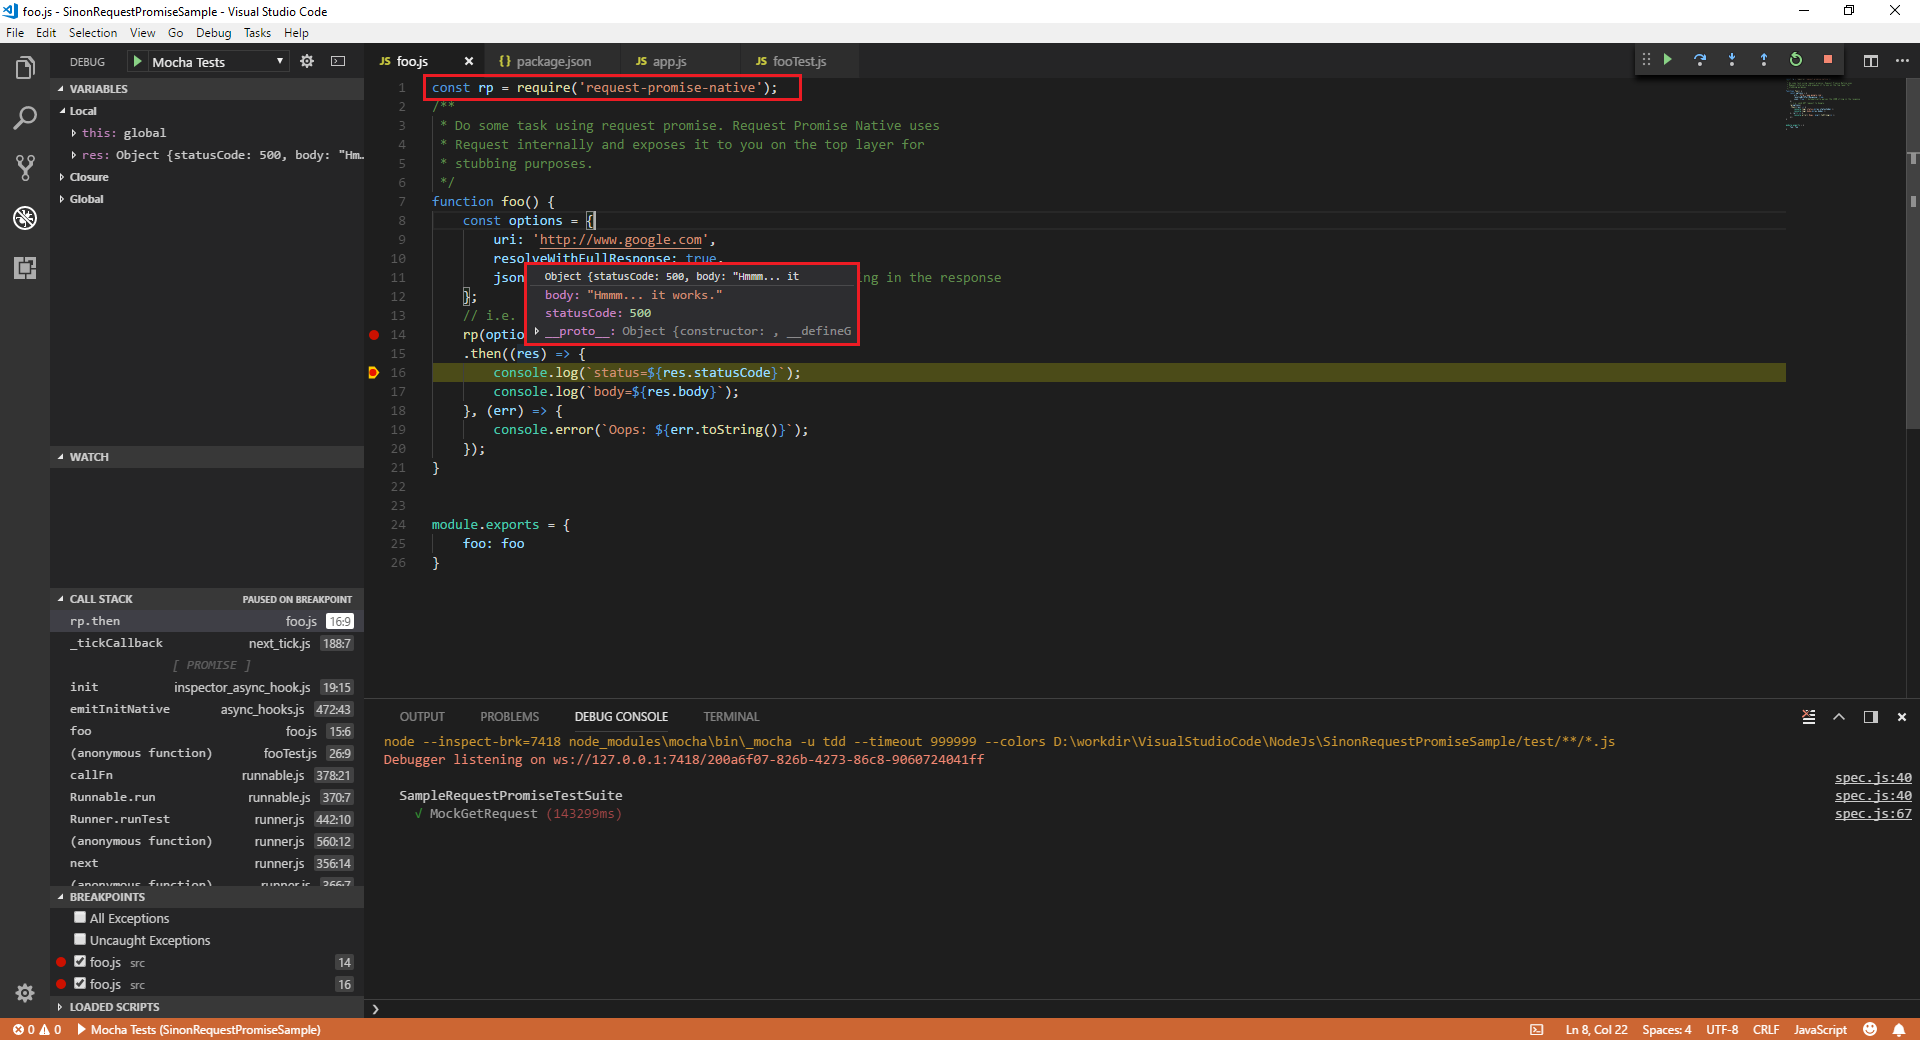 foo.js - SinonRequestPromiseSample - Visual Studio Code
File Edit Selection View Go Debug Tasks Help
DEBUG Mocha Tests
VARIABLES
Local
this: global
res: Object {statusCode: 500, body: "Hm…
Closure
Global
WATCH
CALL STACK PAUSED ON BREAKPOINT
rp.then foo.js 16:9
_tickCallback next_tick.js 188:7
[ PROMISE ]
init inspector_async_hook.js 19:15
emitInitNative async_hooks.js 472:43
foo foo.js 15:6
(anonymous function) fooTest.js 26:9
callFn runnable.js 378:21
Runnable.run runnable.js 370:7
Runner.runTest runner.js 442:10
(anonymous function) runner.js 560:12
next runner.js 356:14
(anonymous function) runner.js 366:7
BREAKPOINTS
All Exceptions
Uncaught Exceptions
foo.js src 14
foo.js src 16
LOADED SCRIPTS
JS foo.js {} package.json JS app.js JS fooTest.js
1 const rp = require('request-promise-native');
2 /**
3 * Do some task using request promise. Request Promise Native uses
4 * Request internally and exposes it to you on the top layer for
5 * stubbing purposes.
6 */
7 function foo() {
8 const options = {
9 uri: 'http://www.google.com',
10 resolveWithFullResponse: true,
11 json ng in the response
12 };
13 // i.e.
14 rp(optio
15 .then((res) => {
16 console.log(`status=${res.statusCode}`);
17 console.log(`body=${res.body}`);
18 }, (err) => {
19 console.error(`Oops: ${err.toString()}`);
20 });
21 }
22
23
24 module.exports = {
25 foo: foo
26 }
Object {statusCode: 500, body: "Hmmm... it
body: "Hmmm... it works."
statusCode: 500
__proto__: Object {constructor: , __defineG
OUTPUT PROBLEMS DEBUG CONSOLE TERMINAL
node --inspect-brk=7418 node_modules\mocha\bin\_mocha -u tdd --timeout 999999 --colors D:\workdir\VisualStudioCode\NodeJs\SinonRequestPromiseSample/test/**/*.js
Debugger listening on ws://127.0.0.1:7418/200a6f07-826b-4273-86c8-9060724041ff
spec.js:40
SampleRequestPromiseTestSuite spec.js:40
√ MockGetRequest (143299ms) spec.js:67
0 0 Mocha Tests (SinonRequestPromiseSample) Ln 8, Col 22 Spaces: 4 UTF-8 CRLF JavaScript